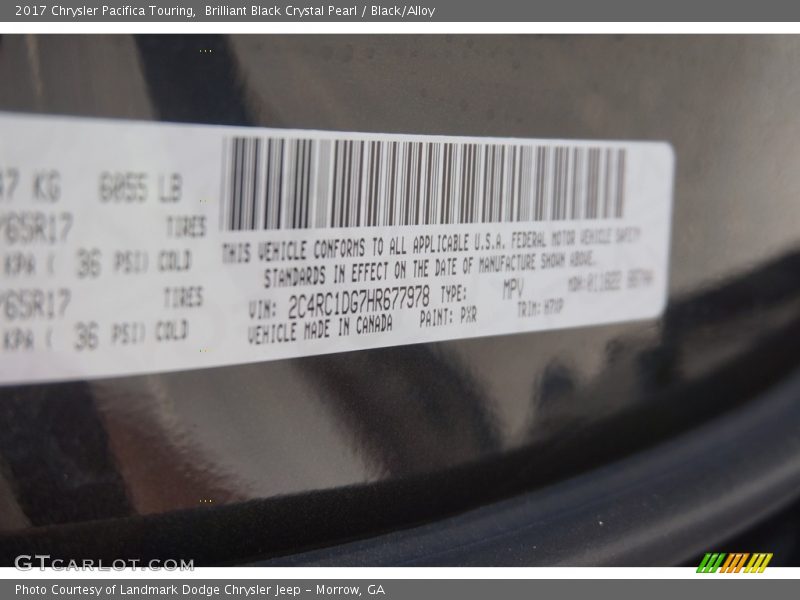 2017 Chrysler Pacifica Touring, Brilliant Black Crystal Pearl / Black/Alloy
KG 6055 LB
65R17 TIRES
KPA ( 36 PSI) COLD
65R17 TIRES
KPA ( 36 PSI) COLD
THIS VEHICLE CONFORMS TO ALL APPLICABLE U.S.A. FEDERAL MOTOR VEHICLE SAFETY
STANDARDS IN EFFECT ON THE DATE OF MANUFACTURE SHOWN ABOVE.
VIN: 2C4RC1DG7HR677978 TYPE: MPV
VEHICLE MADE IN CANADA PAINT: PXR TRIM:
GTCARLOT.COM
Photo Courtesy of Landmark Dodge Chrysler Jeep – Morrow, GA